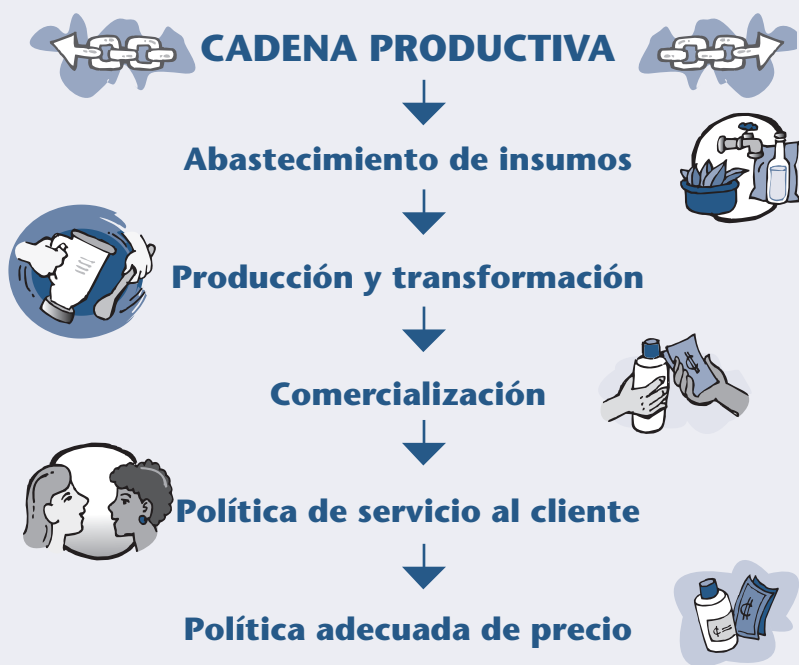 CADENA PRODUCTIVA
Abastecimiento de insumos
Producción y transformación
Comercialización
Política de servicio al cliente
Política adecuada de precio